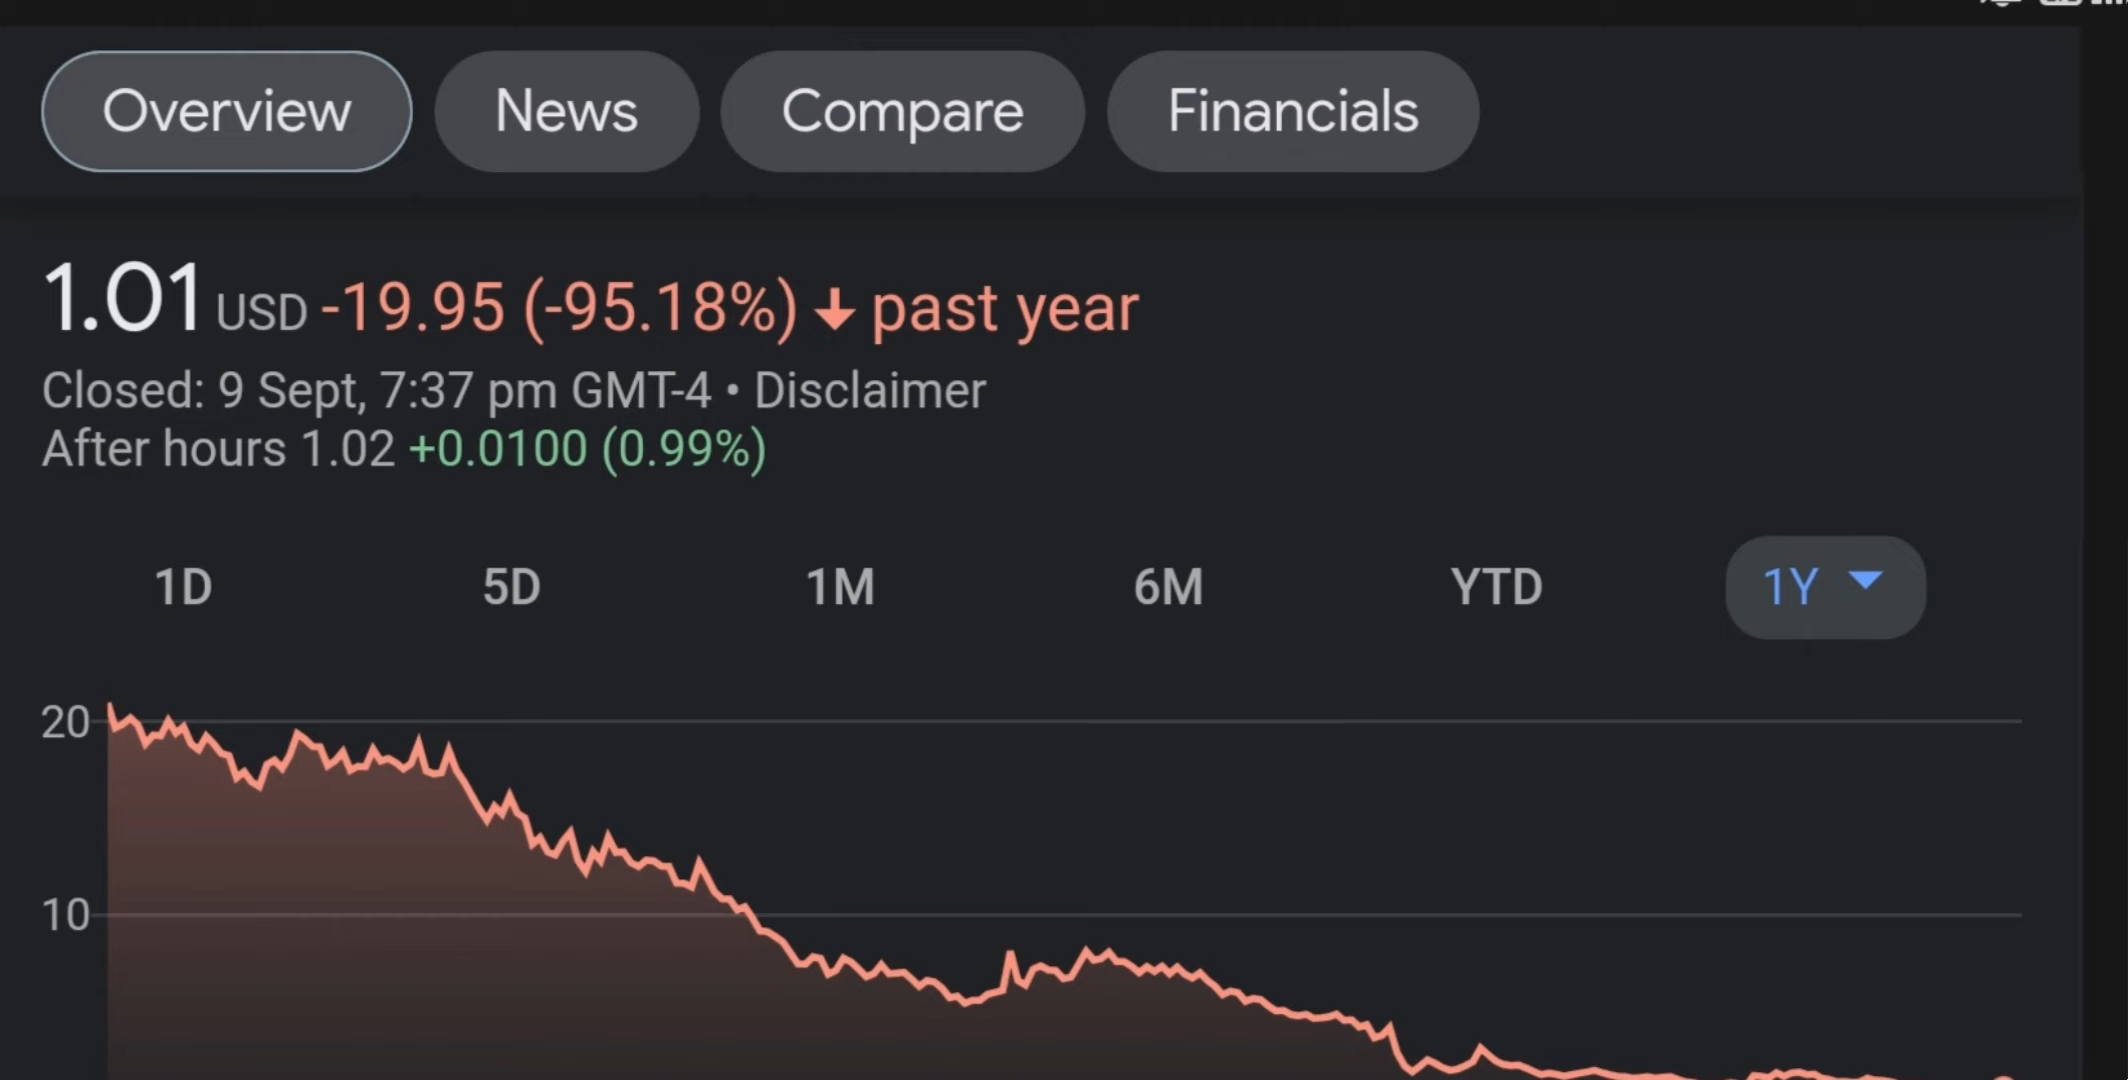 Overview News Compare Financials
1.01 USD -19.95 (-95.18%) ↓ past year
Closed: 9 Sept, 7:37 pm GMT-4 • Disclaimer
After hours 1.02 +0.0100 (0.99%)
1D 5D 1M 6M YTD 1Y
20
10